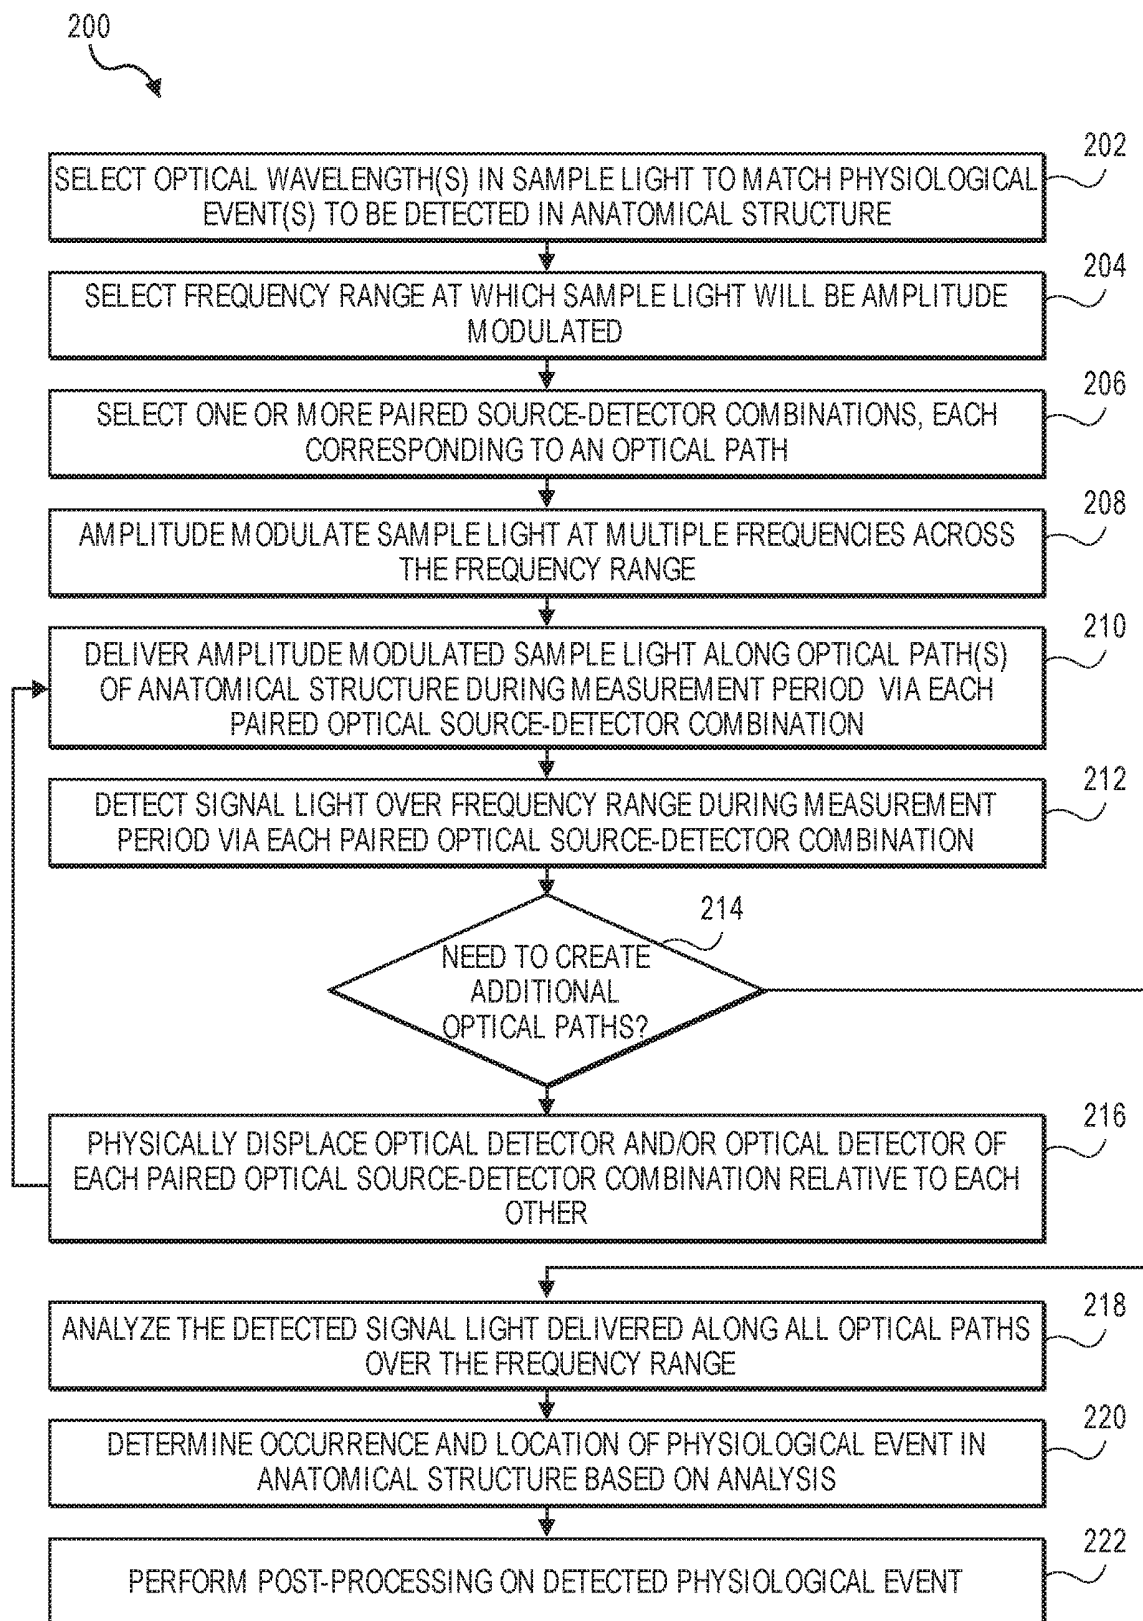 200
202
SELECT OPTICAL WAVELENGTH(S) IN SAMPLE LIGHT TO MATCH PHYSIOLOGICAL
EVENT(S) TO BE DETECTED IN ANATOMICAL STRUCTURE
204
SELECT FREQUENCY RANGE AT WHICH SAMPLE LIGHT WILL BE AMPLITUDE
MODULATED
206
SELECT ONE OR MORE PAIRED SOURCE-DETECTOR COMBINATIONS, EACH
CORRESPONDING TO AN OPTICAL PATH
208
AMPLITUDE MODULATE SAMPLE LIGHT AT MULTIPLE FREQUENCIES ACROSS
THE FREQUENCY RANGE
210
DELIVER AMPLITUDE MODULATED SAMPLE LIGHT ALONG OPTICAL PATH(S)
OF ANATOMICAL STRUCTURE DURING MEASUREMENT PERIOD VIA EACH
PAIRED OPTICAL SOURCE-DETECTOR COMBINATION
212
DETECT SIGNAL LIGHT OVER FREQUENCY RANGE DURING MEASUREMENT
PERIOD VIA EACH PAIRED OPTICAL SOURCE-DETECTOR COMBINATION
214
NEED TO CREATE
ADDITIONAL
OPTICAL PATHS?
216
PHYSICALLY DISPLACE OPTICAL DETECTOR AND/OR OPTICAL DETECTOR OF
EACH PAIRED OPTICAL SOURCE-DETECTOR COMBINATION RELATIVE TO EACH
OTHER
218
ANALYZE THE DETECTED SIGNAL LIGHT DELIVERED ALONG ALL OPTICAL PATHS
OVER THE FREQUENCY RANGE
220
DETERMINE OCCURRENCE AND LOCATION OF PHYSIOLOGICAL EVENT IN
ANATOMICAL STRUCTURE BASED ON ANALYSIS
222
PERFORM POST-PROCESSING ON DETECTED PHYSIOLOGICAL EVENT